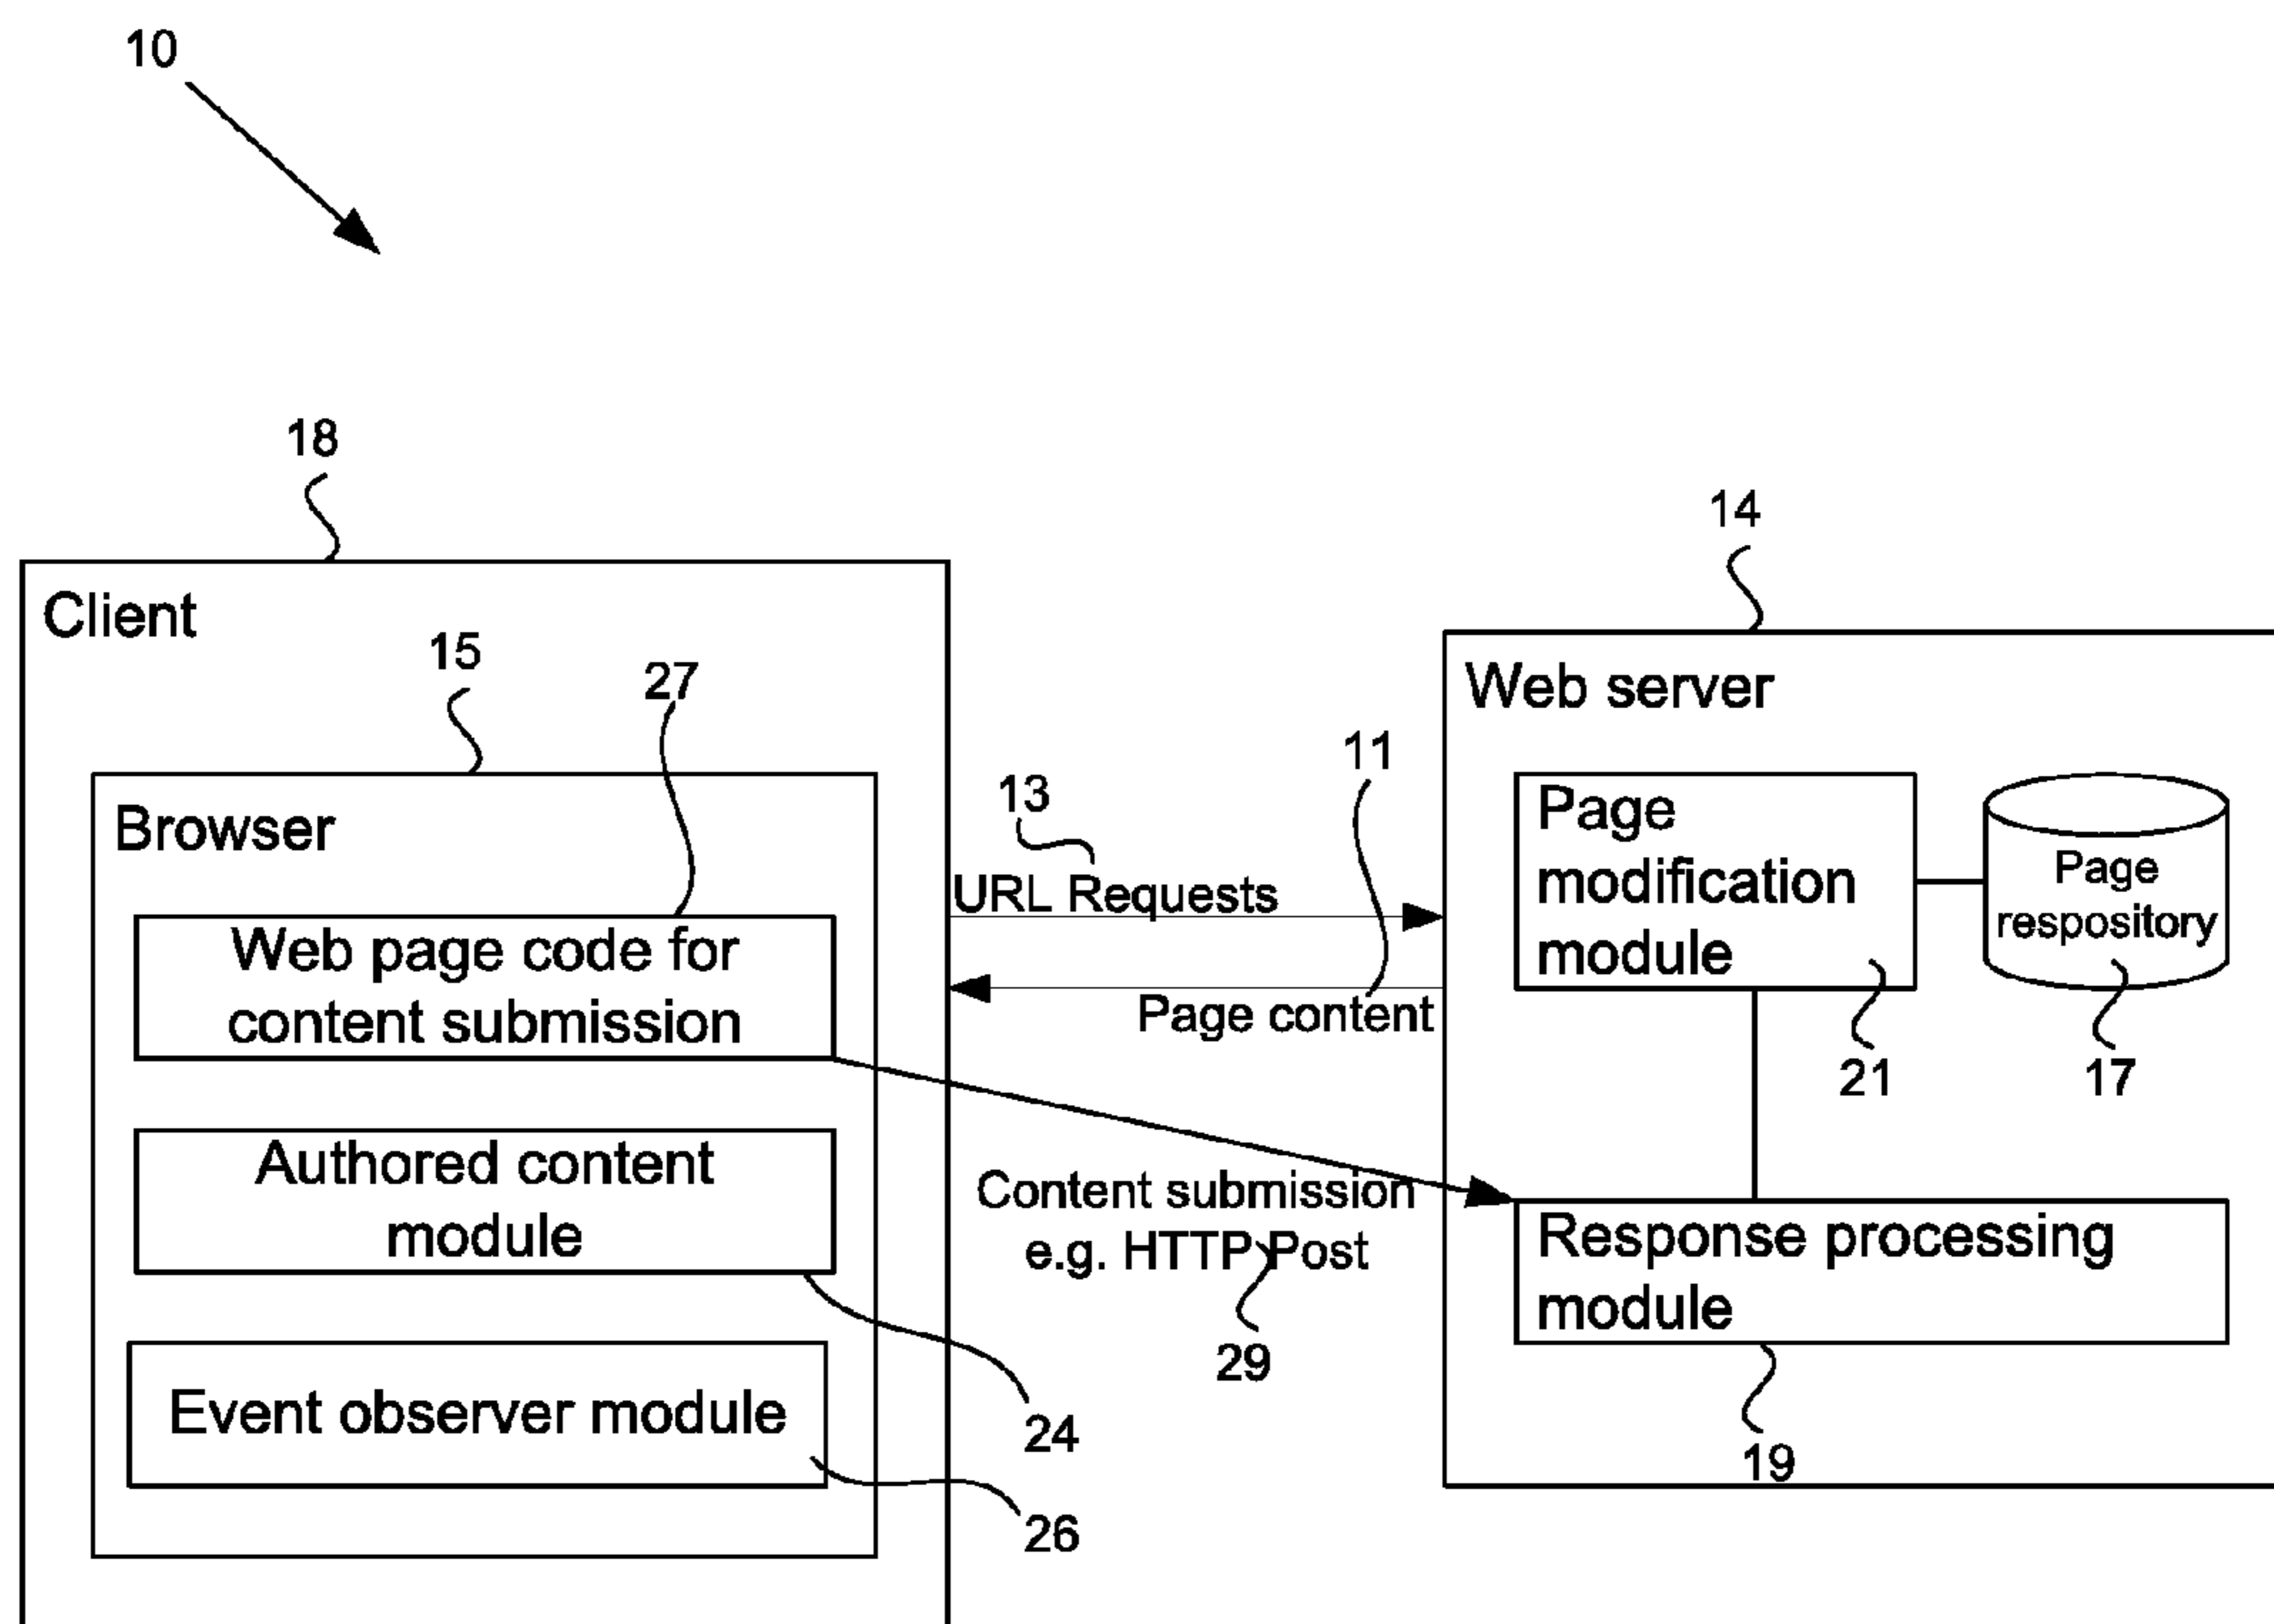 10
18
14
Client
15
27
Web server
11
13
Browser
Page
modification
module
Page
respository
URL Requests
Web page code for
content submission
Page content
21
17
Authored content
module
Content submission
e.g. HTTP Post
Response processing
module
29
Event observer module
24
19
26